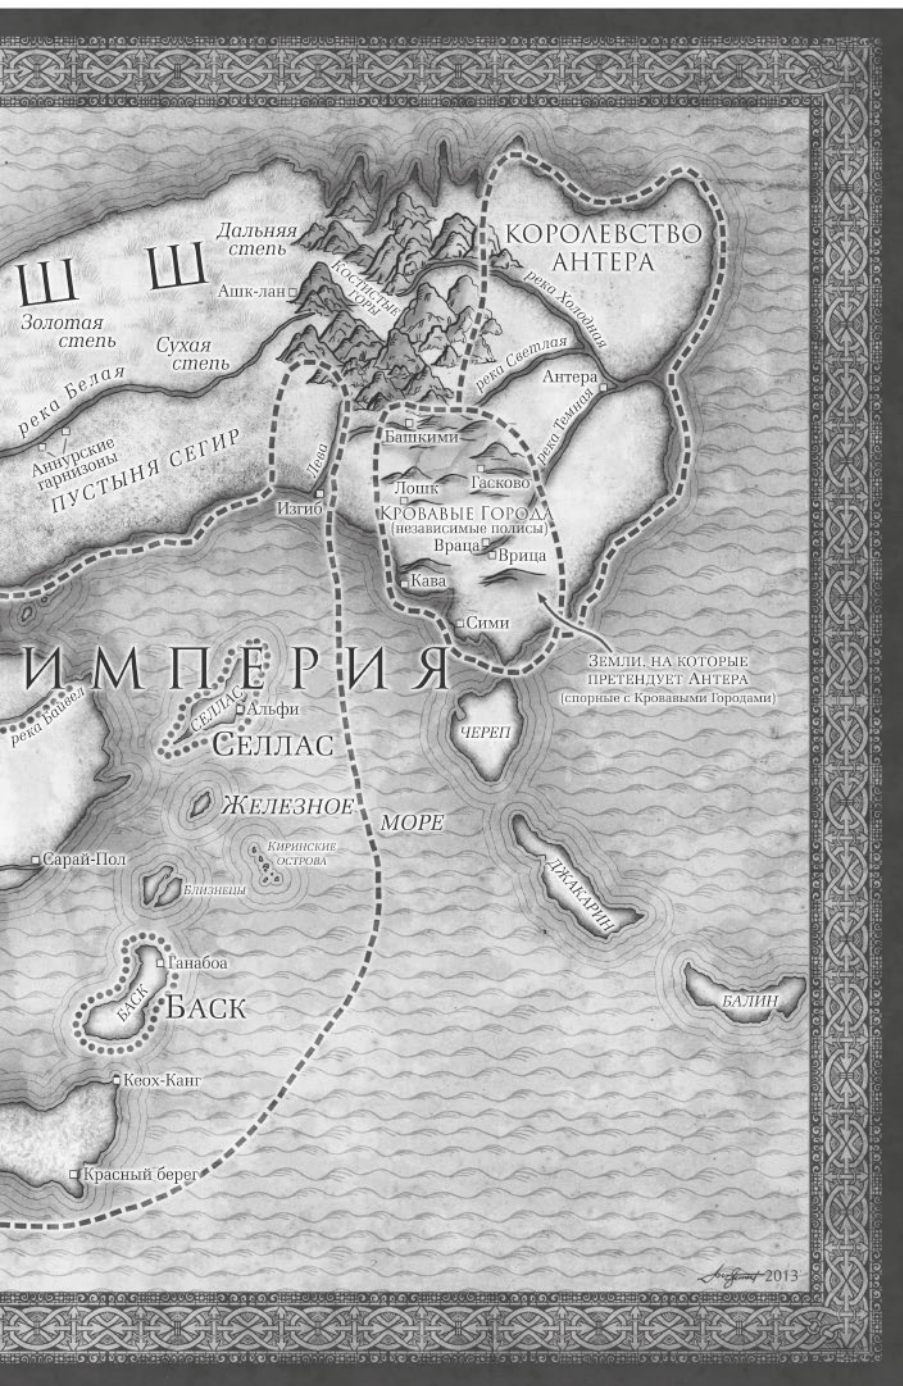 КОРОЛЕВСТВО
АНТЕРА
Дальняя
степь
Ш Ш
КОСТИСТЫЕ
ГОРЫ
Ашк-лан
река Холодная
Золотая
степь
Сухая
степь
река Светлая
Антера
река Белая
река Темная
Аннурские
гарнизоны
ПУСТЫНЯ СЕГИР
Лева
Изгиб
Башкими
Гасково
Лошк
КРОВАВЫЕ ГОРОДА
(независимые полисы)
Враца
Врица
Кава
Сими
ИМПЕРИЯ
ЗЕМЛИ, НА КОТОРЫЕ
ПРЕТЕНДУЕТ АНТЕРА
(спорные с Кровавыми Городами)
река Байвел
СЕЛЛАС
Альфи
СЕЛЛАС
ЧЕРЕП
ЖЕЛЕЗНОЕ МОРЕ
КИРИНСКИЕ
ОСТРОВА
Сарай-Пол
БЛИЗНЕЦЫ
ДЖАКАРИН
Ганабоа
БАСК
БАСК
БАЛИН
Кеох-Канг
Красный берег
2013